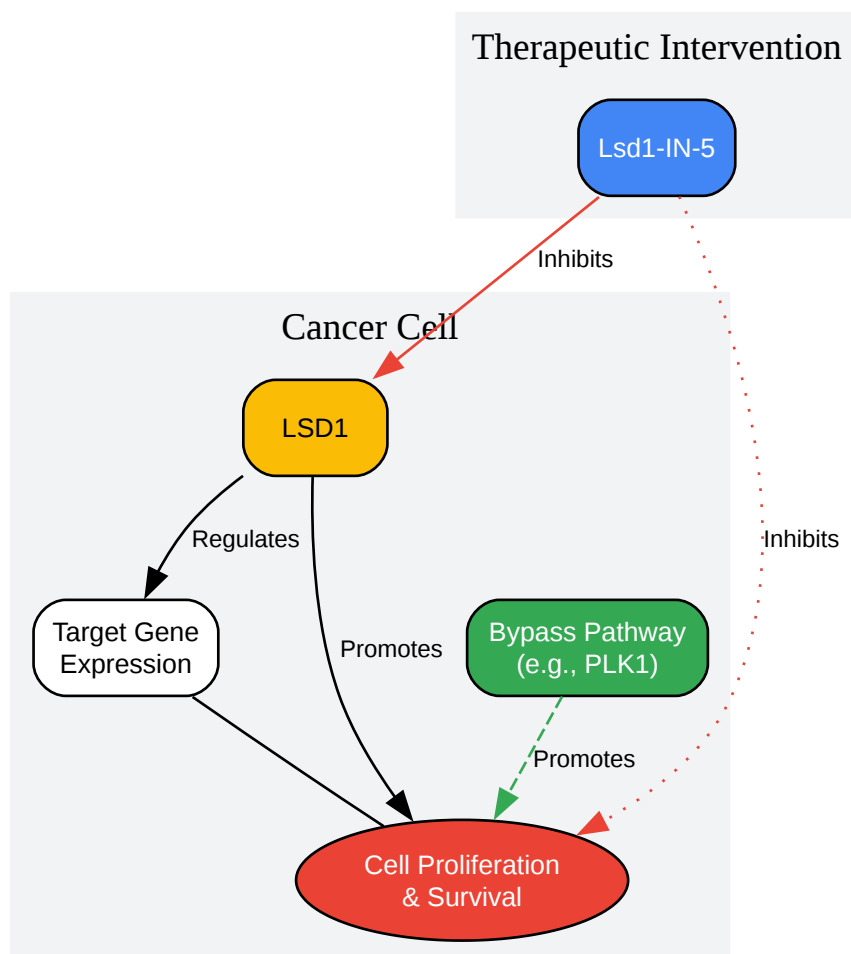 Therapeutic Intervention
Lsd1-IN-5
Inhibits
Cancer Cell
LSD1
Regulates
Inhibits
Target Gene
Expression
Promotes
Bypass Pathway
(e.g., PLK1)
Promotes
Cell Proliferation
& Survival